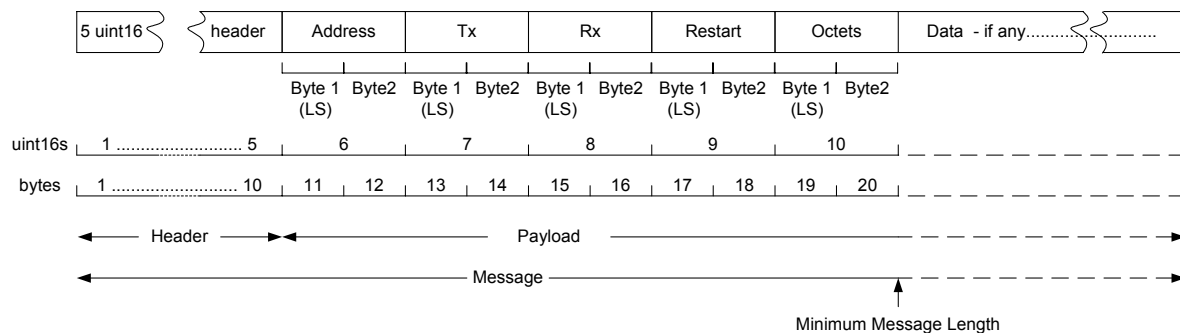 5 uint16 header Address Tx Rx Restart Octets Data - if any..............................
Byte 1 Byte2 Byte 1 Byte2 Byte 1 Byte2 Byte 1 Byte2 Byte 1 Byte2
(LS) (LS) (LS) (LS) (LS)
uint16s 1 .......................... 5 6 7 8 9 10
bytes 1 .......................... 10 11 12 13 14 15 16 17 18 19 20
Header Payload
Message
Minimum Message Length